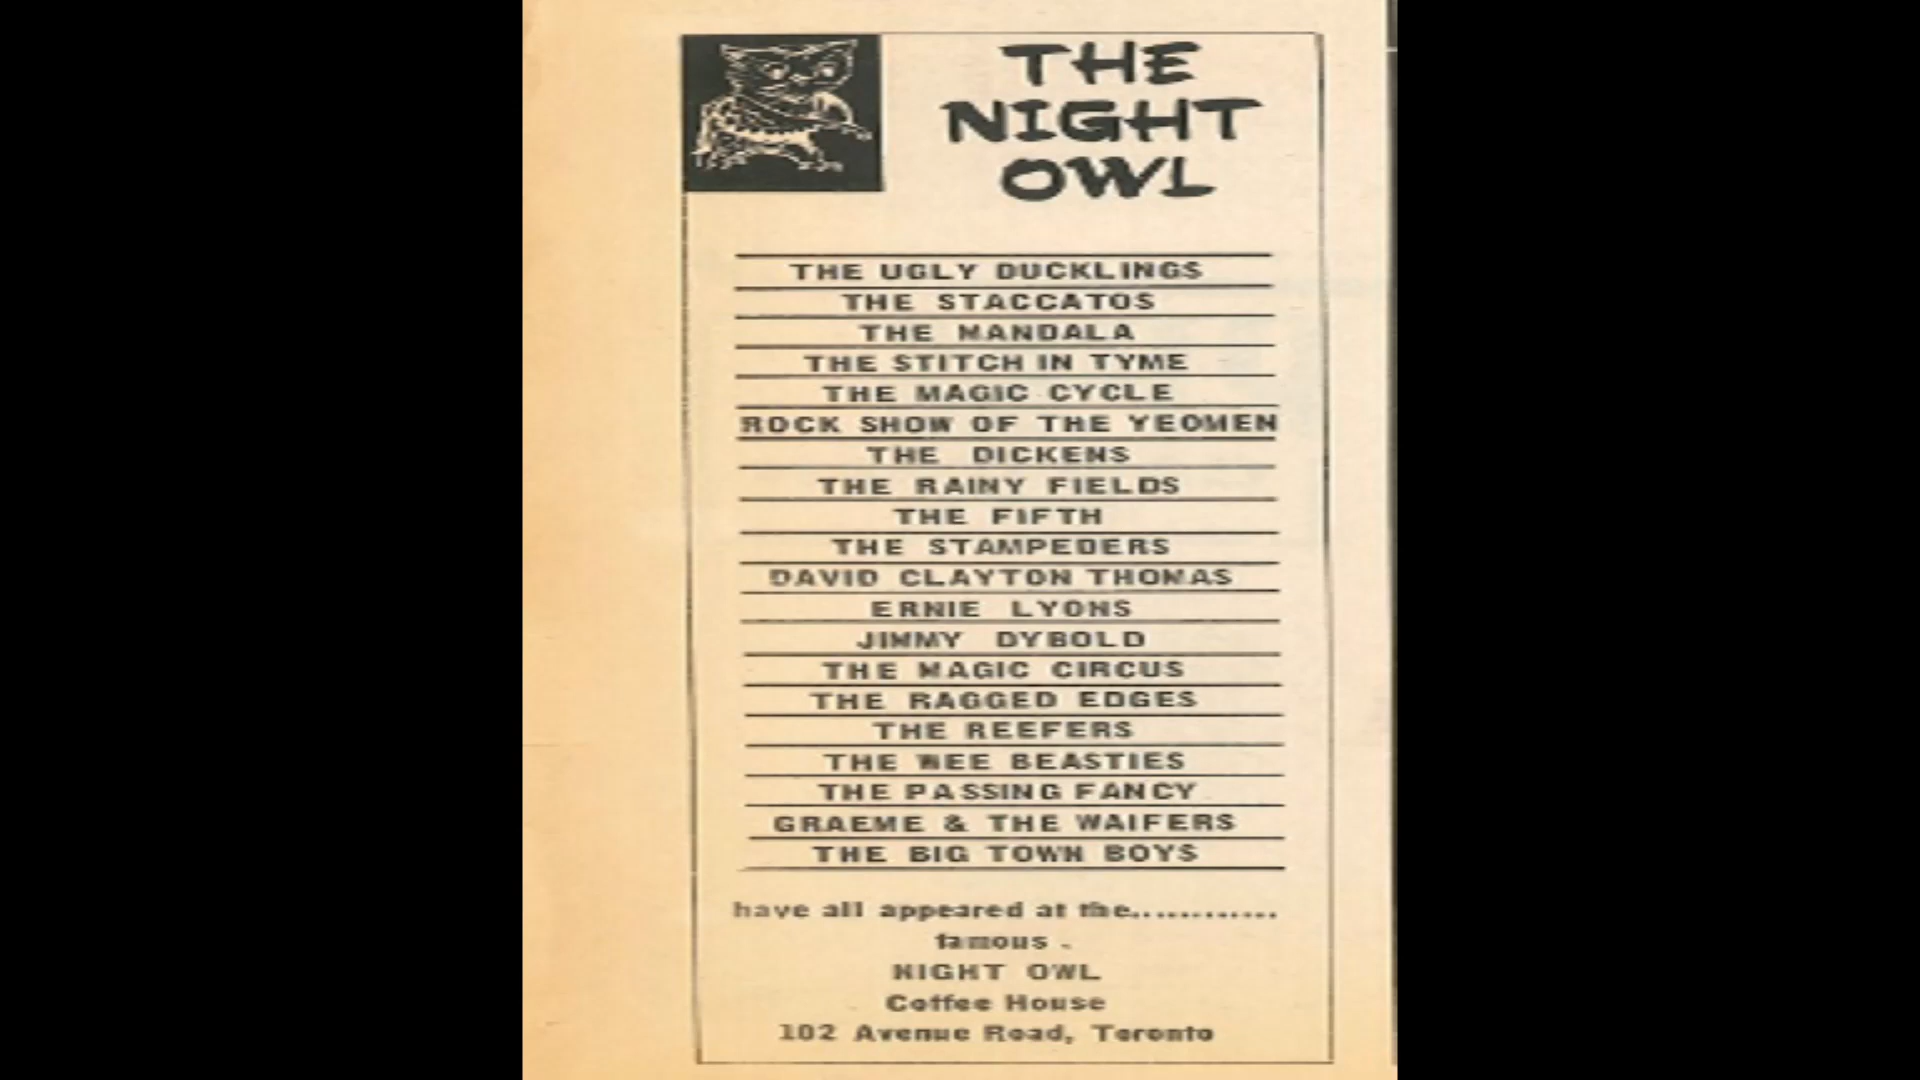 THE
NIGHT
OWL
THE UGLY DUCKLINGS
THE STACCATOS
THE MANDALA
THE STITCH IN TYME
THE MAGIC CYCLE
ROCK SHOW OF THE YEOMEN
THE DICKENS
THE RAINY FIELDS
THE FIFTH
THE STAMPEDERS
DAVID CLAYTON THOMAS
ERNIE LYONS
JIMMY DYBOLD
THE MAGIC CIRCUS
THE RAGGED EDGES
THE REEFERS
THE WEE BEASTIES
THE PASSING FANCY
GRAEME & THE WAIFERS
THE BIG TOWN BOYS
have all appeared at the............
famous .
NIGHT OWL
Coffee House
102 Avenue Road, Toronto